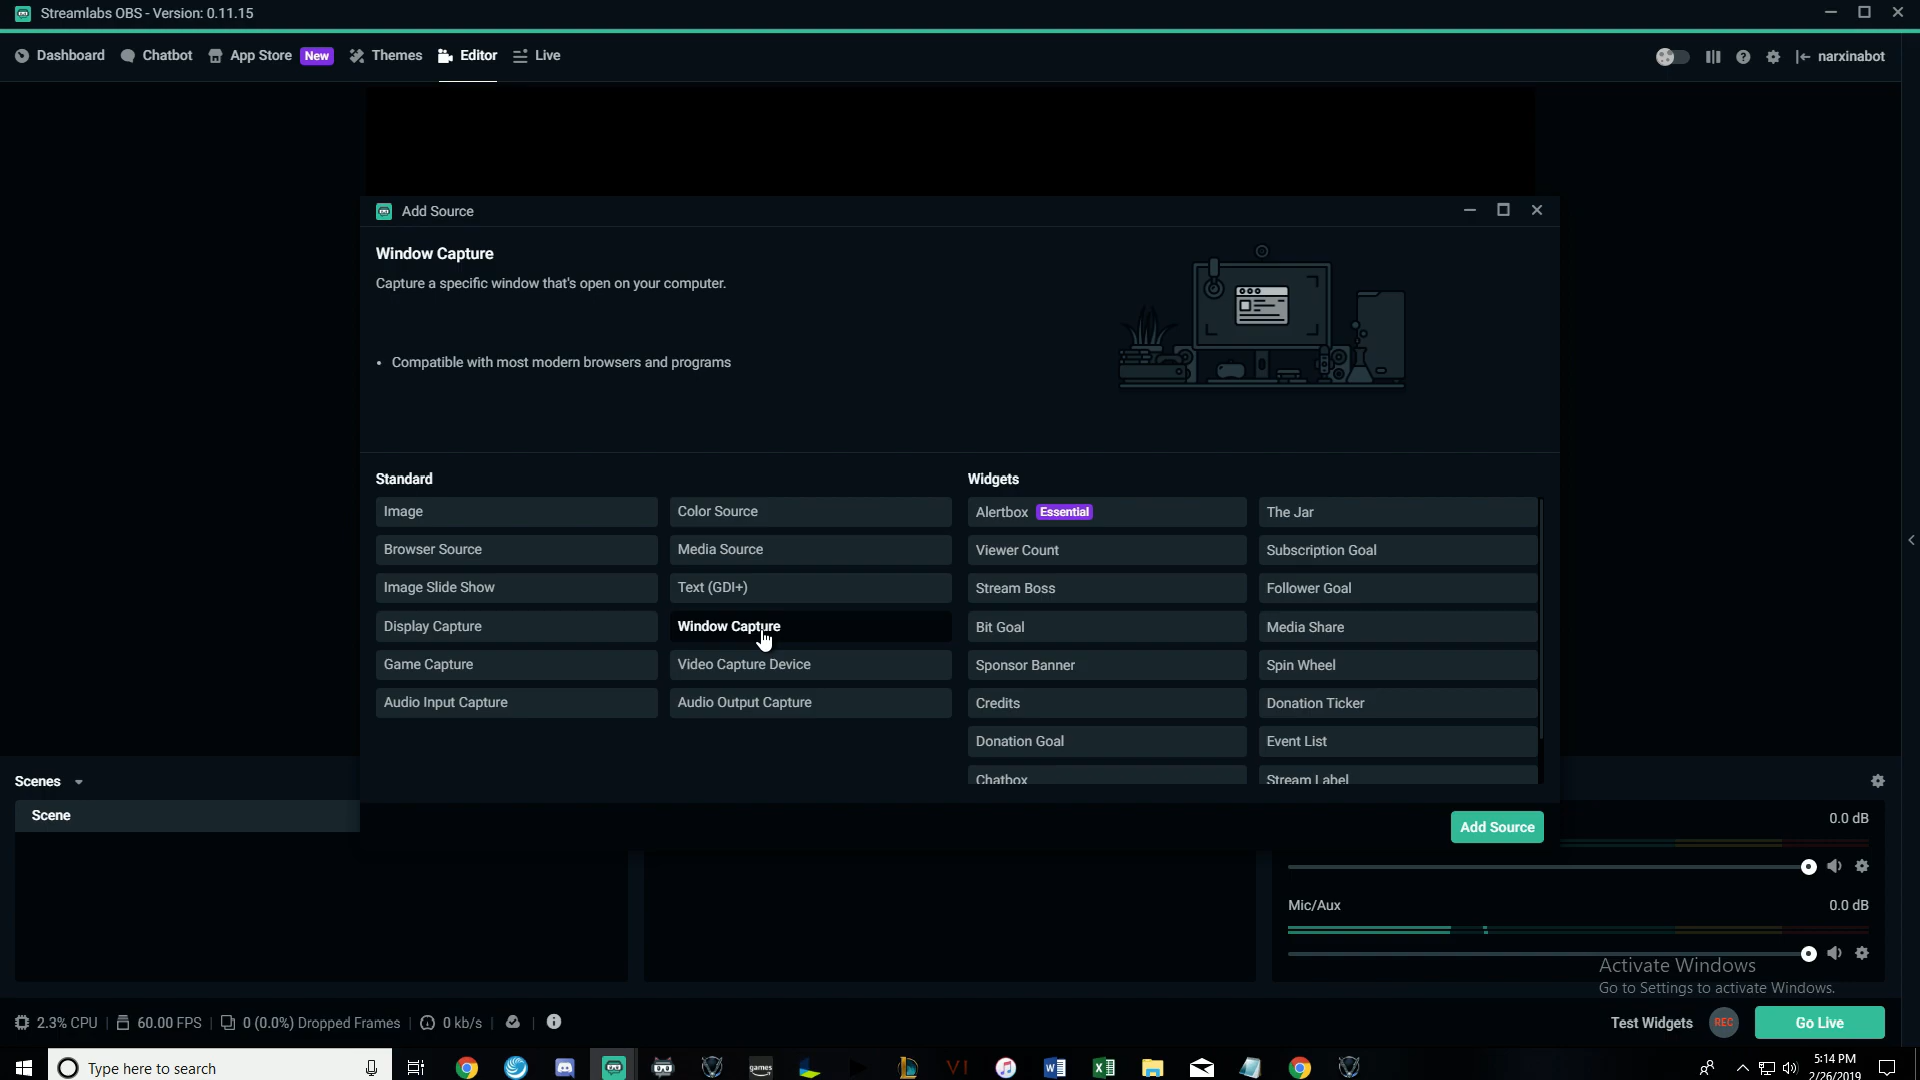 Streamlabs OBS - Version: 0.11.15
Dashboard
Chatbot
App Store New
Themes
Editor
Live
narxinabot
Add Source
Window Capture
Capture a specific window that's open on your computer.
• Compatible with most modern browsers and programs
Standard
Image
Color Source
Browser Source
Media Source
Image Slide Show
Text (GDI+)
Display Capture
Window Capture
Game Capture
Video Capture Device
Audio Input Capture
Audio Output Capture
Widgets
Alertbox Essential
The Jar
Viewer Count
Subscription Goal
Stream Boss
Follower Goal
Bit Goal
Media Share
Sponsor Banner
Spin Wheel
Credits
Donation Ticker
Donation Goal
Event List
Chatbox
Stream Label
Add Source
Scenes
Scene
0.0 dB
Mic/Aux
0.0 dB
Activate Windows
Go to Settings to activate Windows.
2.3% CPU
60.00 FPS
0 (0.0%) Dropped Frames
0 kb/s
Test Widgets
REC
Go Live
Type here to search
games
VI
5:14 PM
2/26/2019